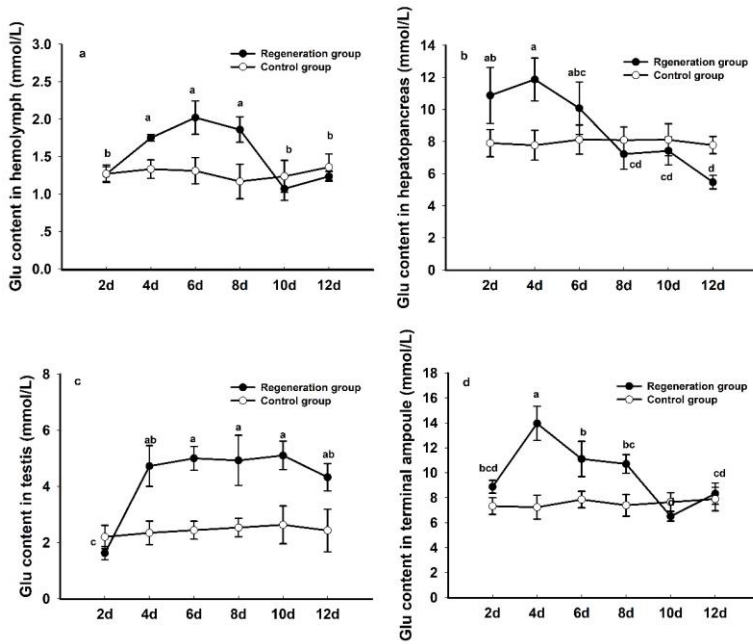 a
Regeneration group
Control group
Glu content in hemolymph (mmol/L)
3.0
2.5
2.0
1.5
1.0
.5
0.0
b a a a b b
2d 4d 6d 8d 10d 12d
b
Rgeneration group
Control group
Glu content in hepatopancreas (mmol/L)
14
12
10
8
6
4
2
0
ab a abc cd cd d
2d 4d 6d 8d 10d 12d
c
Regeneration group
Control group
Glu content in testis (mmol/L)
8
6
4
2
0
c ab a a a ab
2d 4d 6d 8d 10d 12d
d
Regeneration group
Control group
Glu content in terminal ampoule (mmol/L)
18
16
14
12
10
8
6
4
2
0
bcd a b bc cd
2d 4d 6d 8d 10d 12d